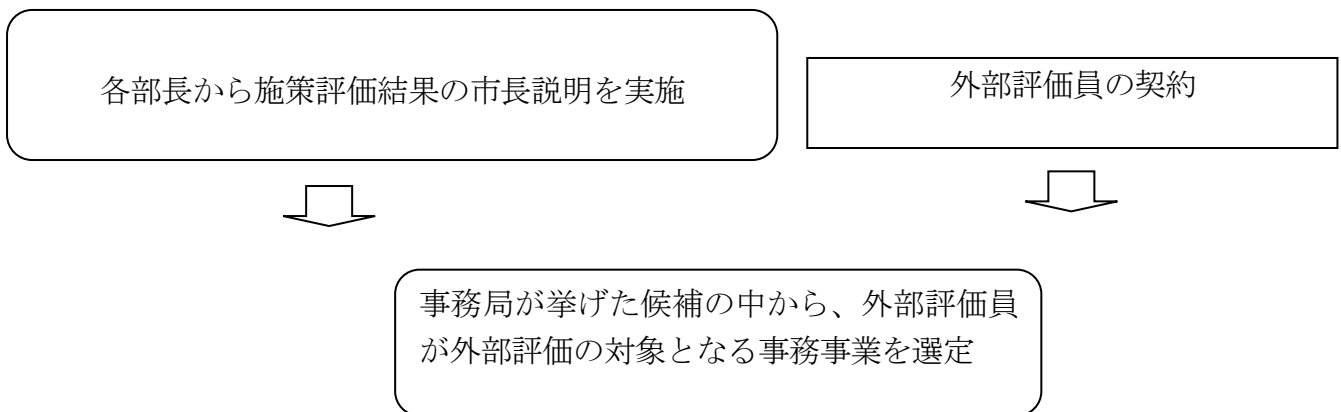 各部長から施策評価結果の市長説明を実施
外部評価員の契約
事務局が挙げた候補の中から、外部評価員
が外部評価の対象となる事務事業を選定